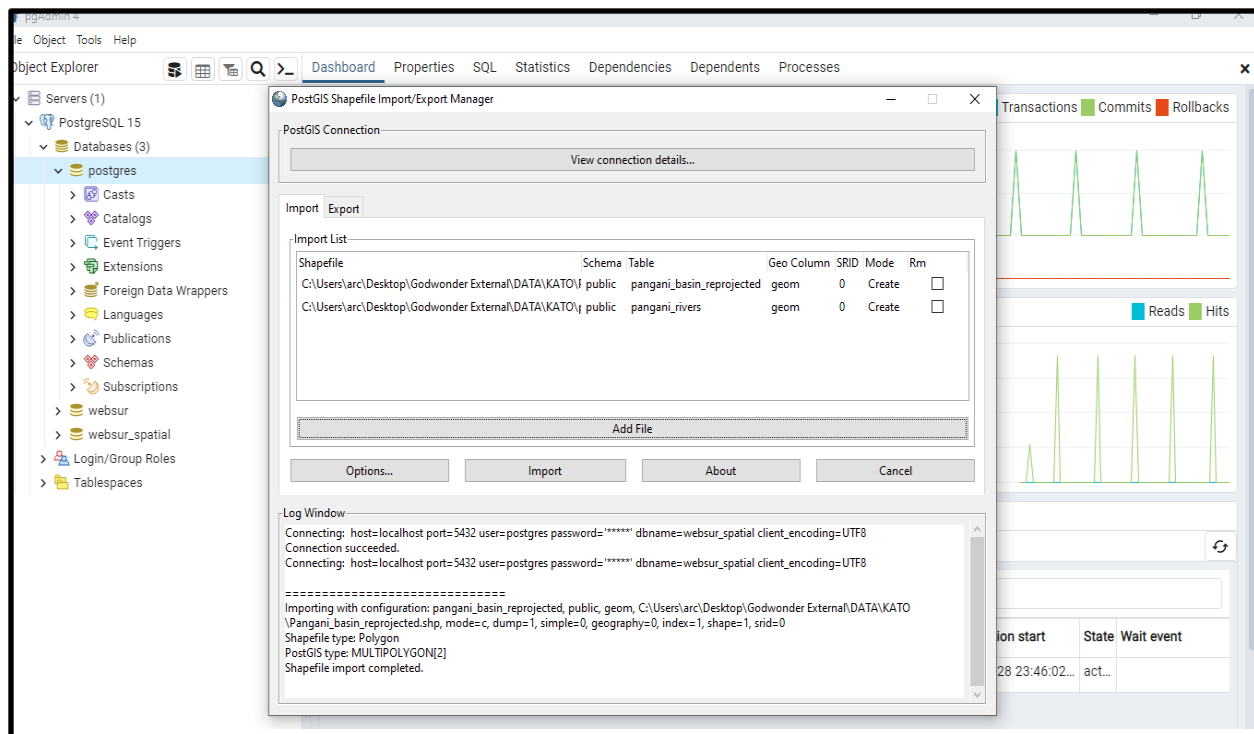 pgAdmin 4
le Object Tools Help
Object Explorer
Dashboard Properties SQL Statistics Dependencies Dependents Processes
Servers (1)
PostgreSQL 15
Databases (3)
postgres
Casts
Catalogs
Event Triggers
Extensions
Foreign Data Wrappers
Languages
Publications
Schemas
Subscriptions
websur
websur_spatial
Login/Group Roles
Tablespaces
PostGIS Shapefile Import/Export Manager
PostGIS Connection
View connection details...
Import Export
Import List
Shapefile Schema Table Geo Column SRID Mode Rm
C:\Users\arc\Desktop\Godwonder External\DATA\KATO\F public pangani_basin_reprojected geom 0 Create
C:\Users\arc\Desktop\Godwonder External\DATA\KATO\p public pangani_rivers geom 0 Create
Add File
Options... Import About Cancel
Log Window
Connecting: host=localhost port=5432 user=postgres password='*****' dbname=websur_spatial client_encoding=UTF8
Connection succeeded.
Connecting: host=localhost port=5432 user=postgres password='*****' dbname=websur_spatial client_encoding=UTF8
==============================
Importing with configuration: pangani_basin_reprojected, public, geom, C:\Users\arc\Desktop\Godwonder External\DATA\KATO
\Pangani_basin_reprojected.shp, mode=c, dump=1, simple=0, geography=0, index=1, shape=1, srid=0
Shapefile type: Polygon
PostGIS type: MULTIPOLYGON[2]
Shapefile import completed.
Transactions Commits Rollbacks
Reads Hits
ion start State Wait event
28 23:46:02... act...